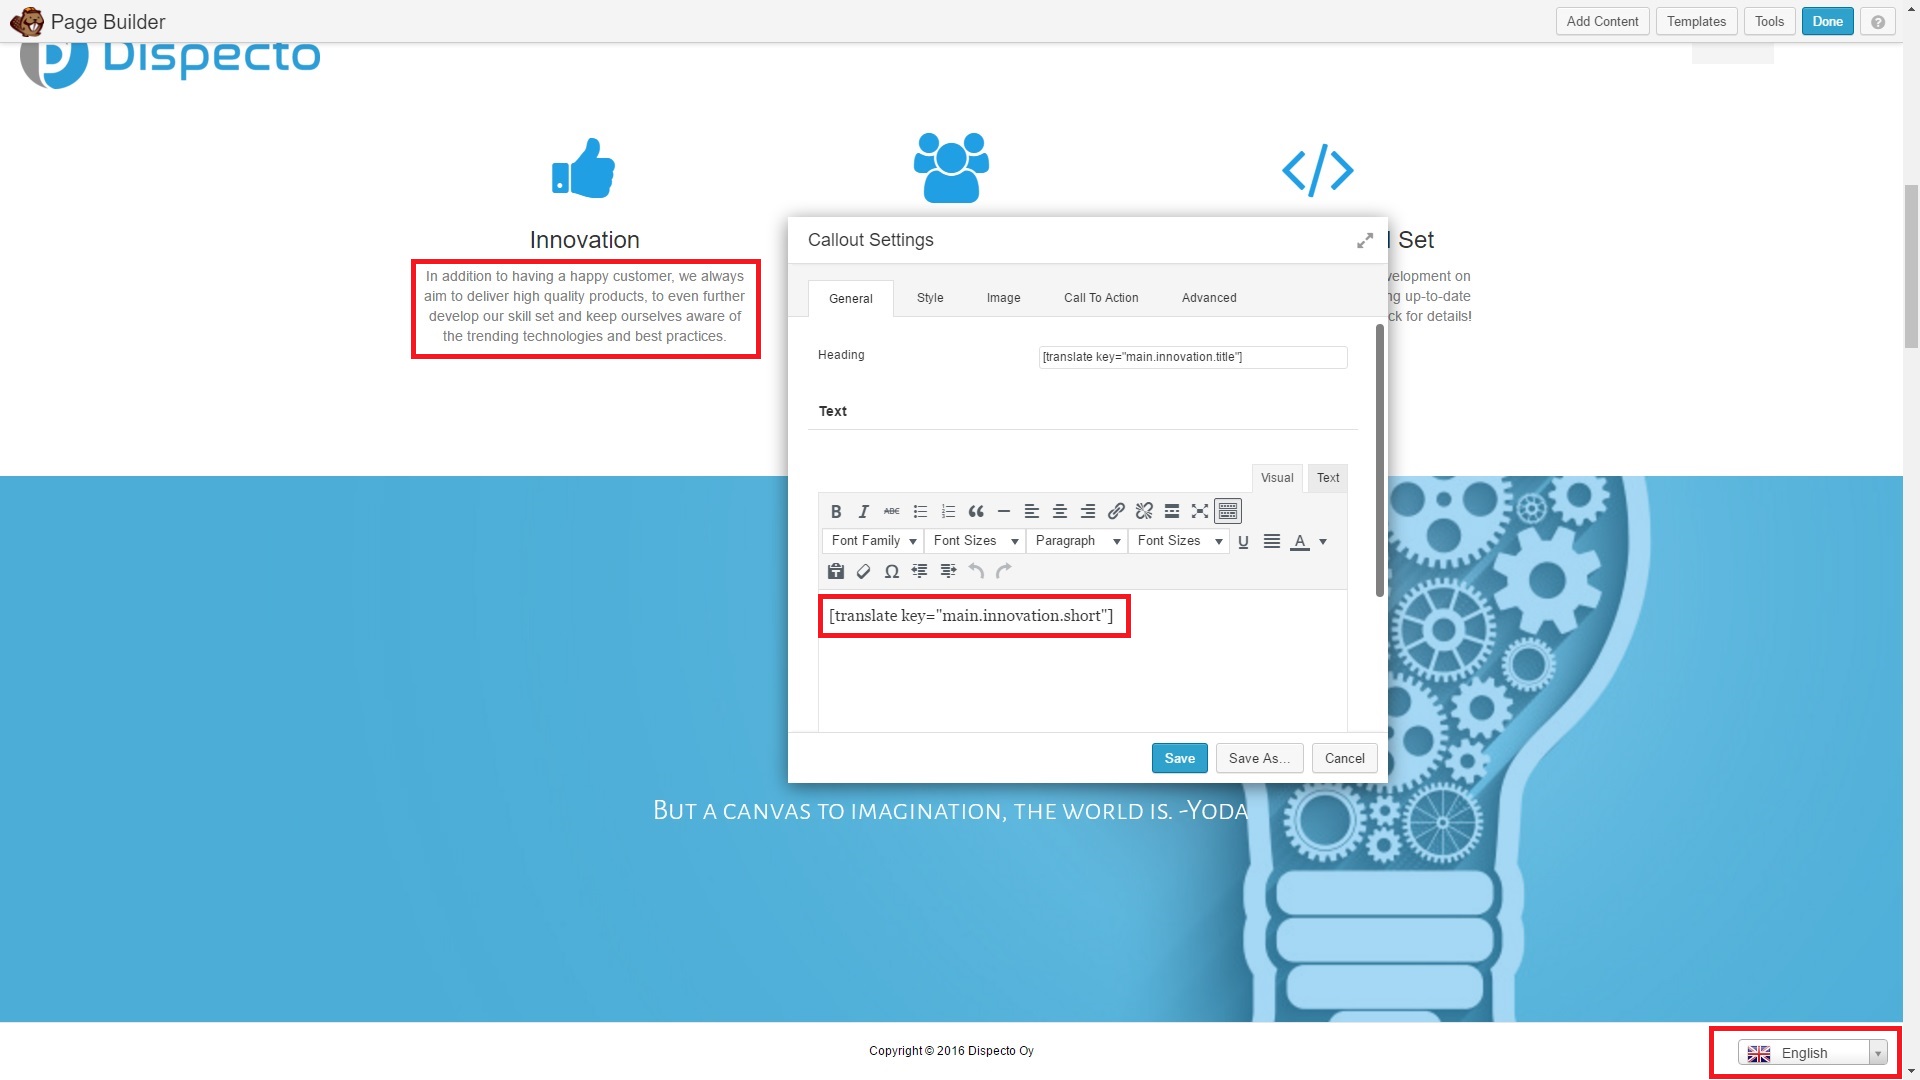 Page Builder
Add Content
Templates
Tools
Done
?
Dispecto
Innovation
In addition to having a happy customer, we always
aim to deliver high quality products, to even further
develop our skill set and keep ourselves aware of
the trending technologies and best practices.
Set
velopment on
ng up-to-date
ck for details!
Callout Settings
General
Style
Image
Call To Action
Advanced
Heading
[translate key="main.innovation.title"]
Text
Visual
Text
B I ABC
Font Family
Font Sizes
Paragraph
Font Sizes
U
A
Ω
[translate key="main.innovation.short"]
Save
Save As...
Cancel
But a canvas to imagination, the world is. -Yoda
Copyright © 2016 Dispecto Oy
English